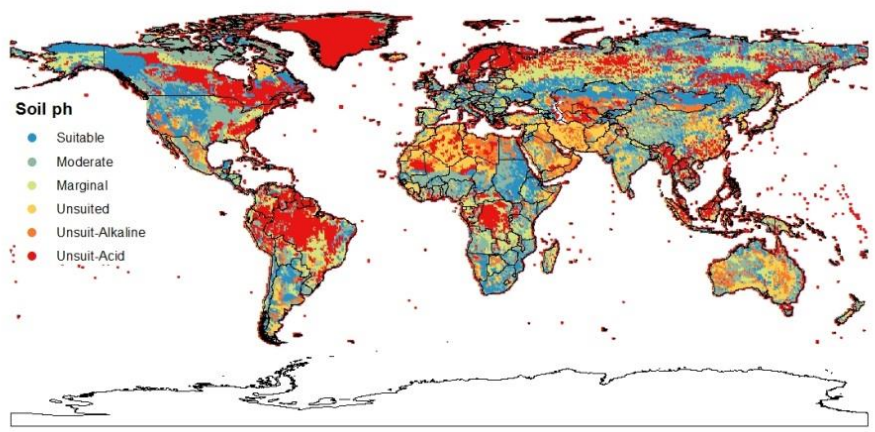 Soil ph
Suitable
Moderate
Marginal
Unsuited
Unsuit-Alkaline
Unsuit-Acid